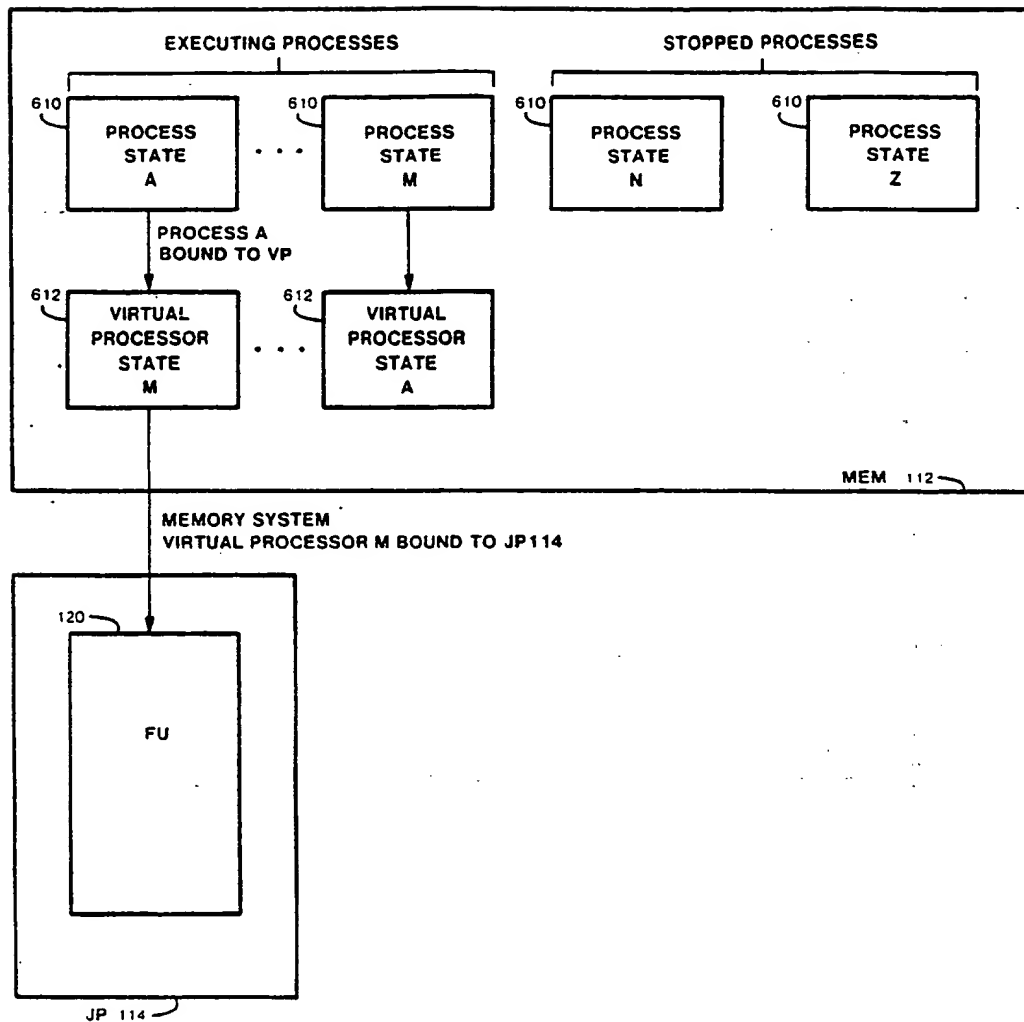 EXECUTING PROCESSES
STOPPED PROCESSES
610
PROCESS
STATE
A
610
PROCESS
STATE
M
610
PROCESS
STATE
N
610
PROCESS
STATE
Z
PROCESS A
BOUND TO VP
612
VIRTUAL
PROCESSOR
STATE
M
612
VIRTUAL
PROCESSOR
STATE
A
MEM 112
MEMORY SYSTEM
VIRTUAL PROCESSOR M BOUND TO JP114
120
FU
JP 114